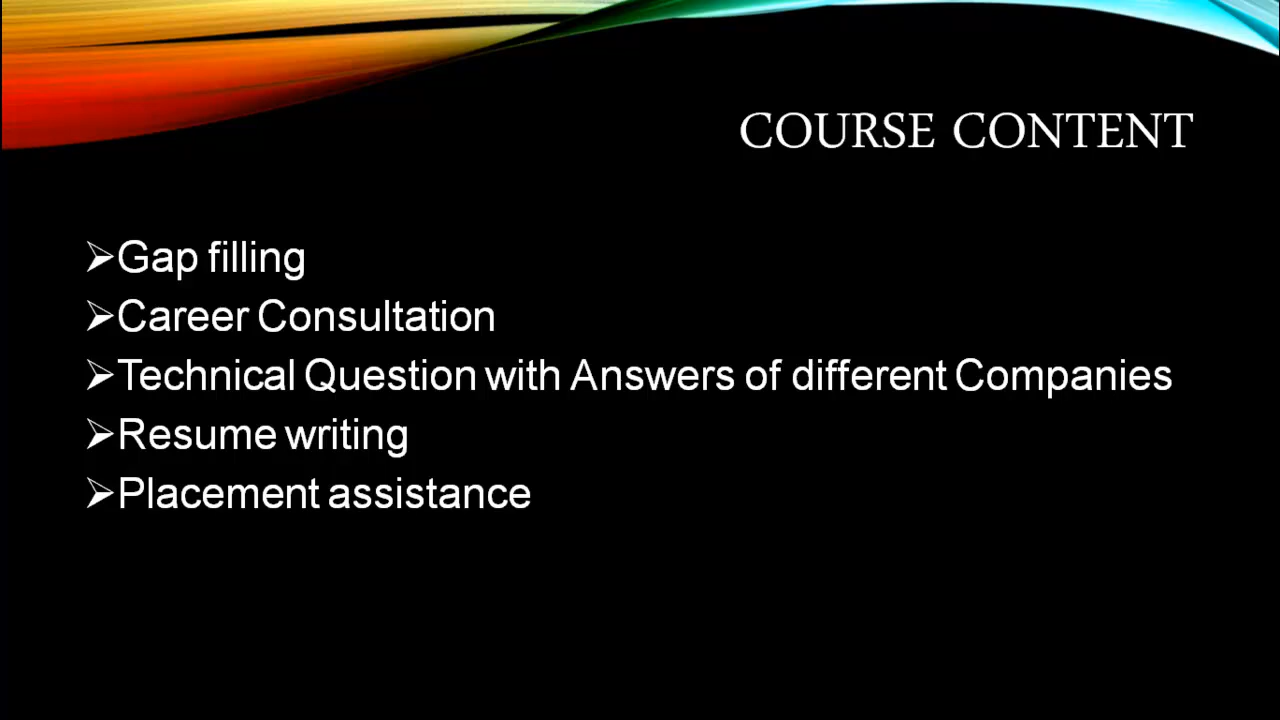 COURSE CONTENT
➢Gap filling
➢Career Consultation
➢Technical Question with Answers of different Companies
➢Resume writing
➢Placement assistance